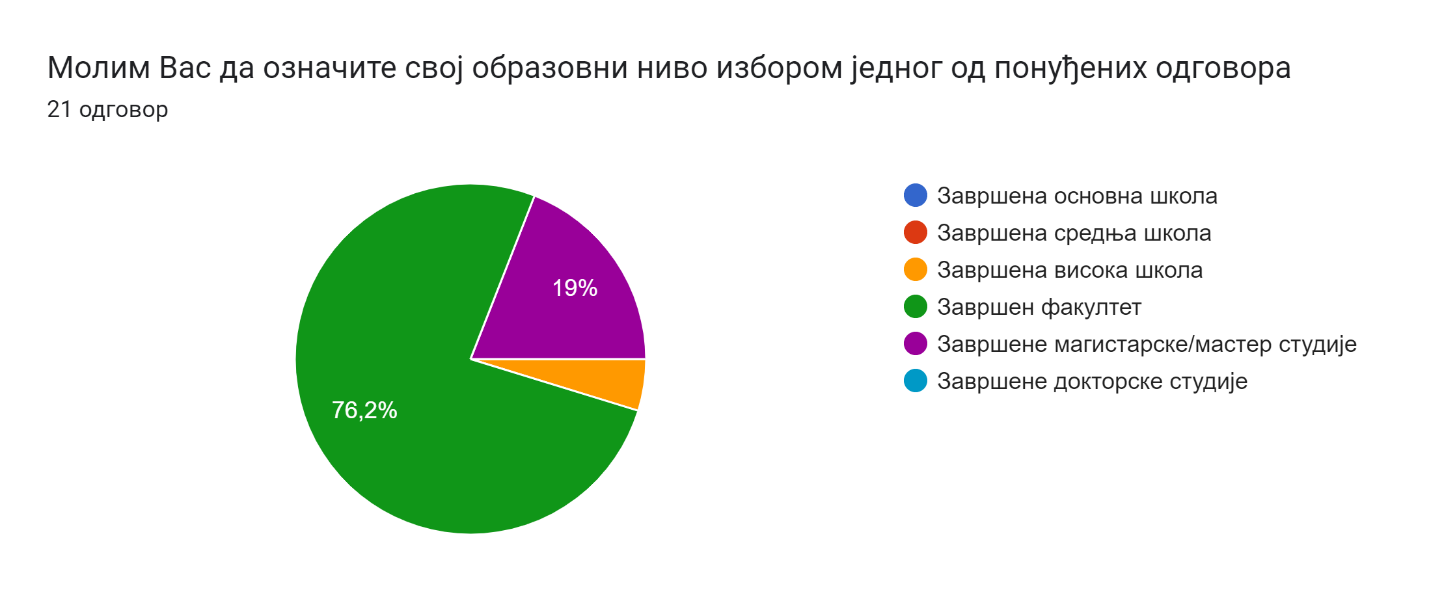 Молим Вас да означите свој образовни ниво избором једног од понуђених одговора
21 одговор
19%
76,2%
Завршена основна школа
Завршена средња школа
Завршена висока школа
Завршен факултет
Завршене магистарске/мастер студије
Завршене докторске студије